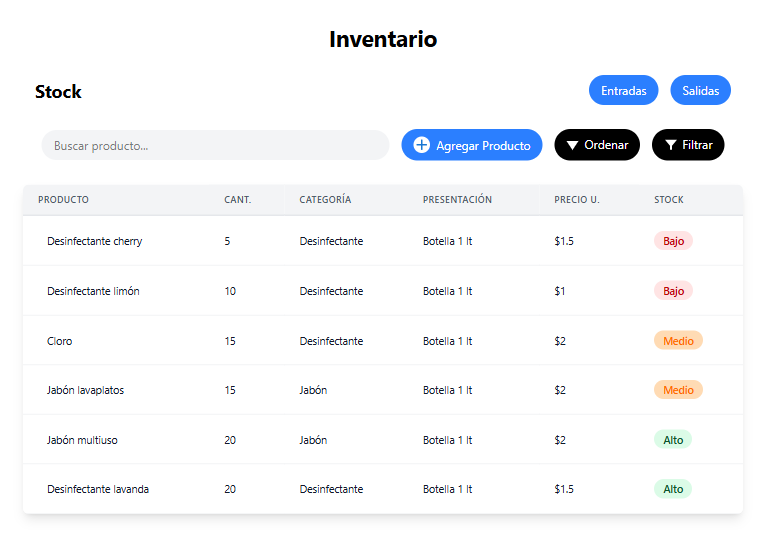 Inventario
Stock
Entradas
Salidas
Buscar producto...
Agregar Producto
Ordenar
Filtrar
PRODUCTO CANT. CATEGORÍA PRESENTACIÓN PRECIO U. STOCK
Desinfectante cherry 5 Desinfectante Botella 1 lt $1.5 Bajo
Desinfectante limón 10 Desinfectante Botella 1 lt $1 Bajo
Cloro 15 Desinfectante Botella 1 lt $2 Medio
Jabón lavaplatos 15 Jabón Botella 1 lt $2 Medio
Jabón multiuso 20 Jabón Botella 1 lt $2 Alto
Desinfectante lavanda 20 Desinfectante Botella 1 lt $1.5 Alto